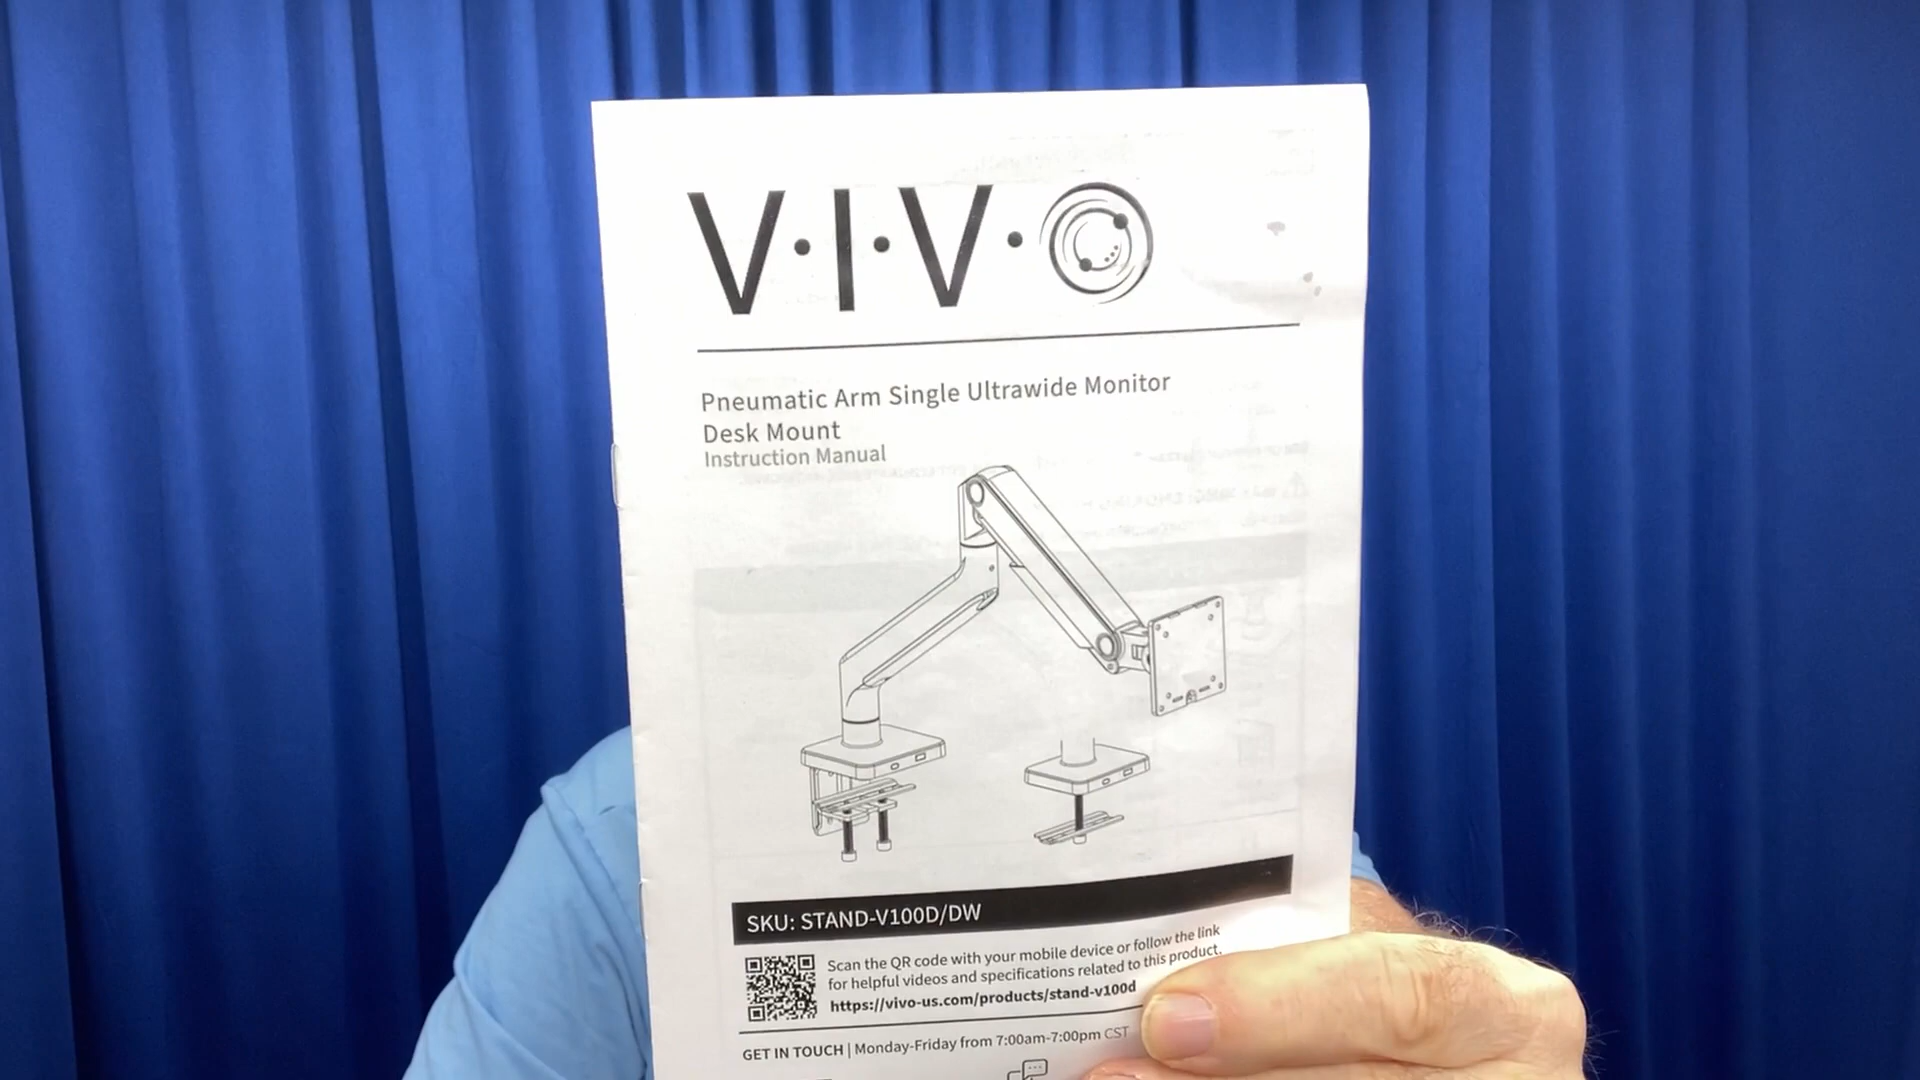 V·I·V·O
Pneumatic Arm Single Ultrawide Monitor
Desk Mount
Instruction Manual
SKU: STAND-V100D/DW
Scan the QR code with your mobile device or follow the link
for helpful videos and specifications related to this product.
https://vivo-us.com/products/stand-v100d
GET IN TOUCH | Monday-Friday from 7:00am-7:00pm CST